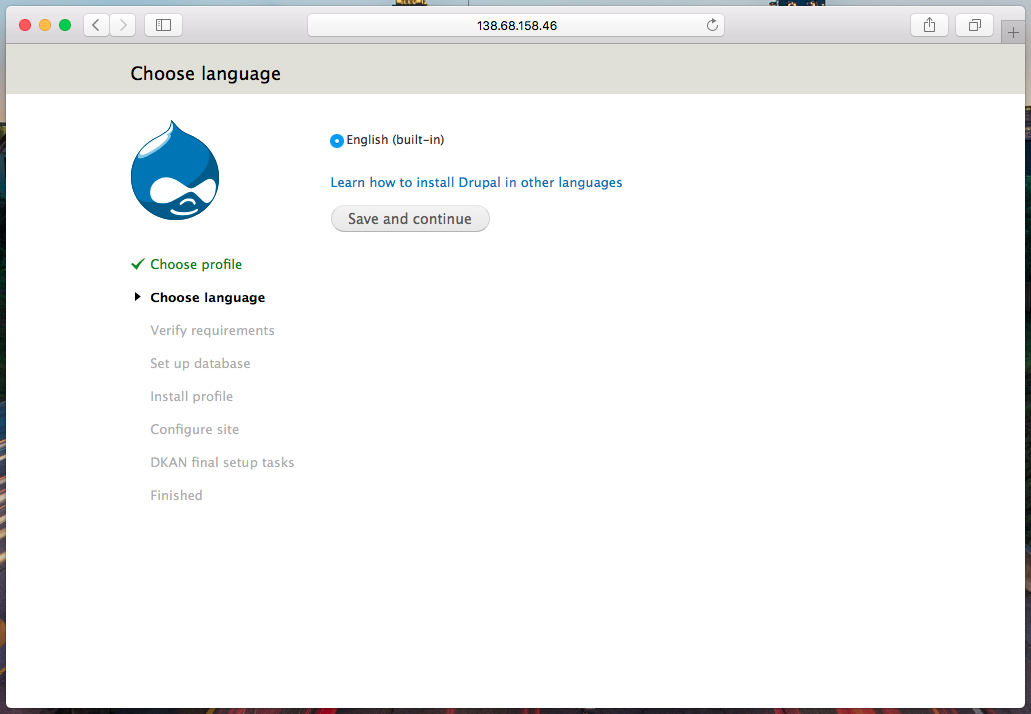 138.68.158.46
Choose language
English (built-in)
Learn how to install Drupal in other languages
Save and continue
Choose profile
Choose language
Verify requirements
Set up database
Install profile
Configure site
DKAN final setup tasks
Finished